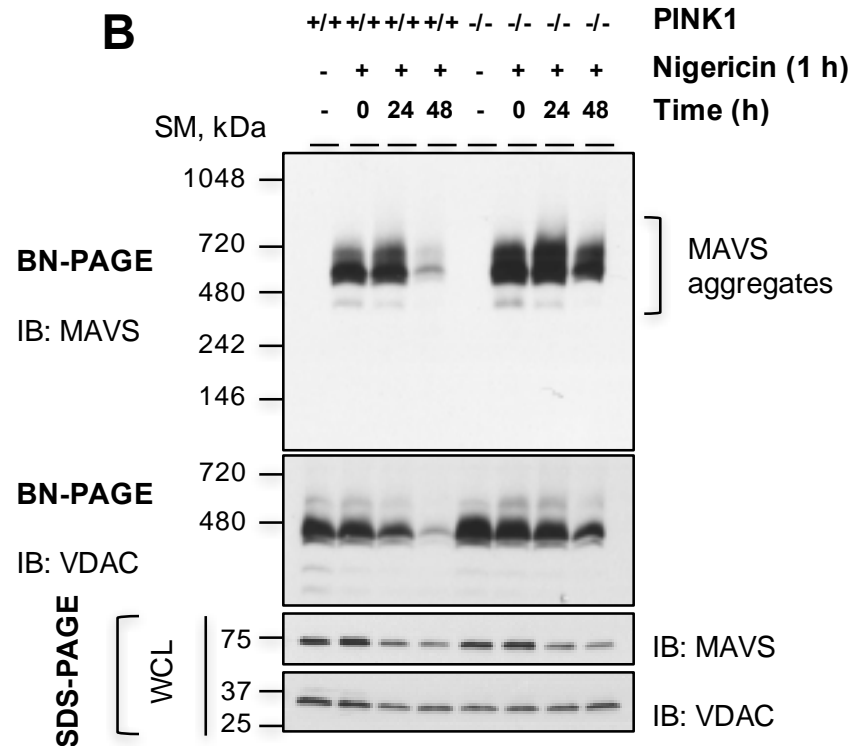 B
+/+ +/+ +/+ +/+ -/- -/- -/- -/- PINK1
- + + + - + + + Nigericin (1 h)
- 0 24 48 - 0 24 48 Time (h)
SM, kDa
1048
720
480
242
146
BN-PAGE
IB: MAVS
MAVS
aggregates
720
480
BN-PAGE
IB: VDAC
SDS-PAGE
WCL
75
IB: MAVS
37
25
IB: VDAC